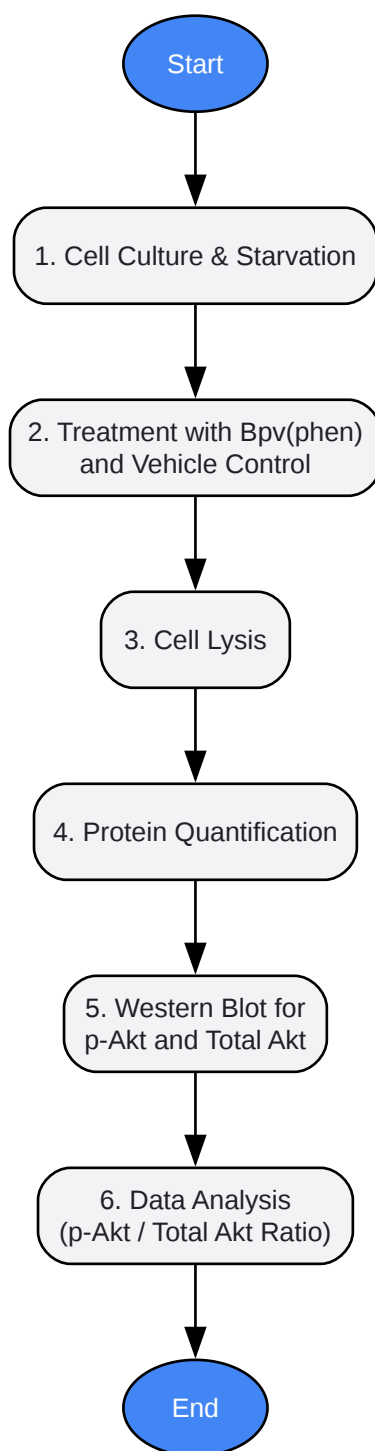 Start
1. Cell Culture & Starvation
2. Treatment with Bpv(phen)
and Vehicle Control
3. Cell Lysis
4. Protein Quantification
5. Western Blot for
p-Akt and Total Akt
6. Data Analysis
(p-Akt / Total Akt Ratio)
End